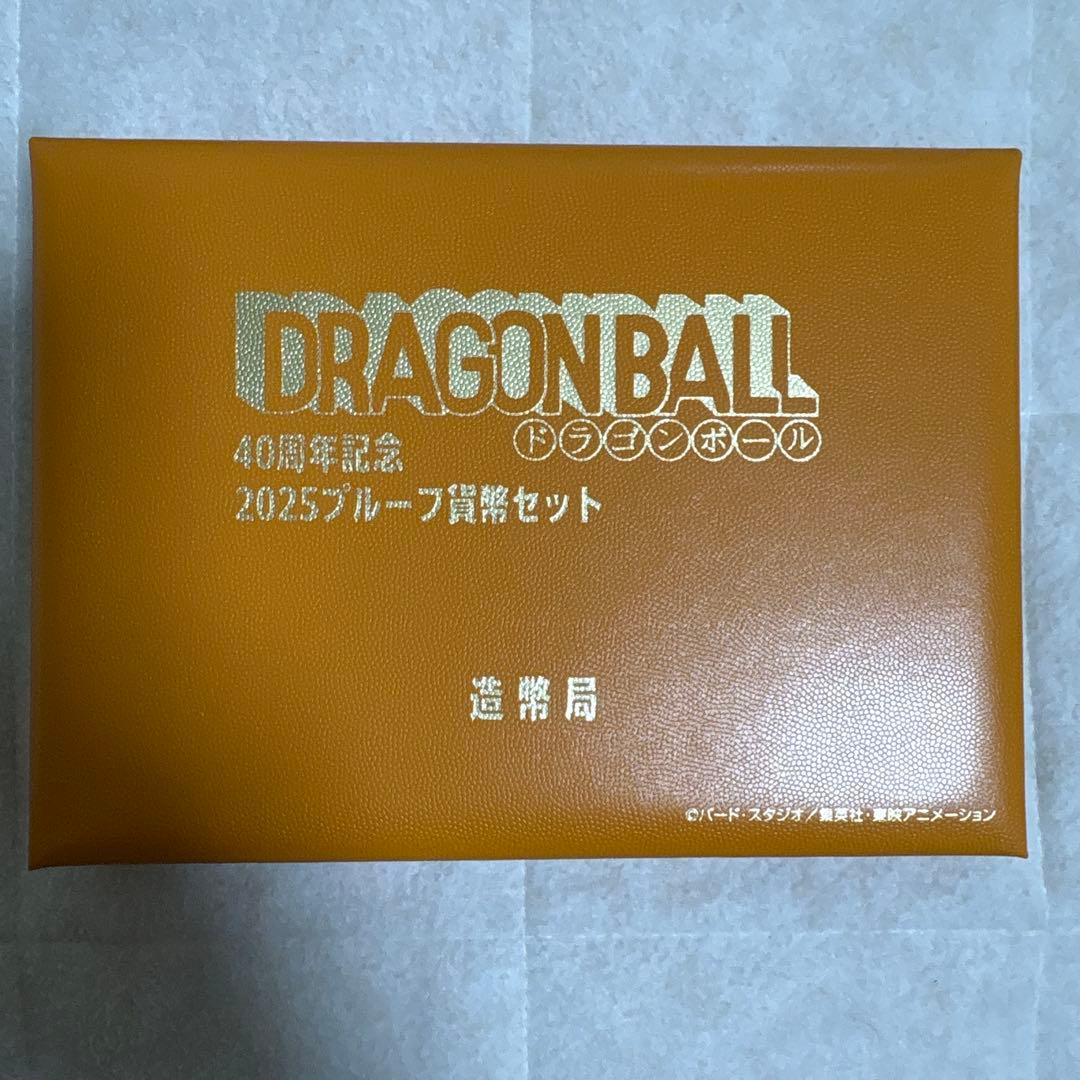 DRAGONBALL
ドラゴンボール
40周年記念
2025プルーフ貨幣セット
造幣局
©バード・スタジオ/集英社・東映アニメーション